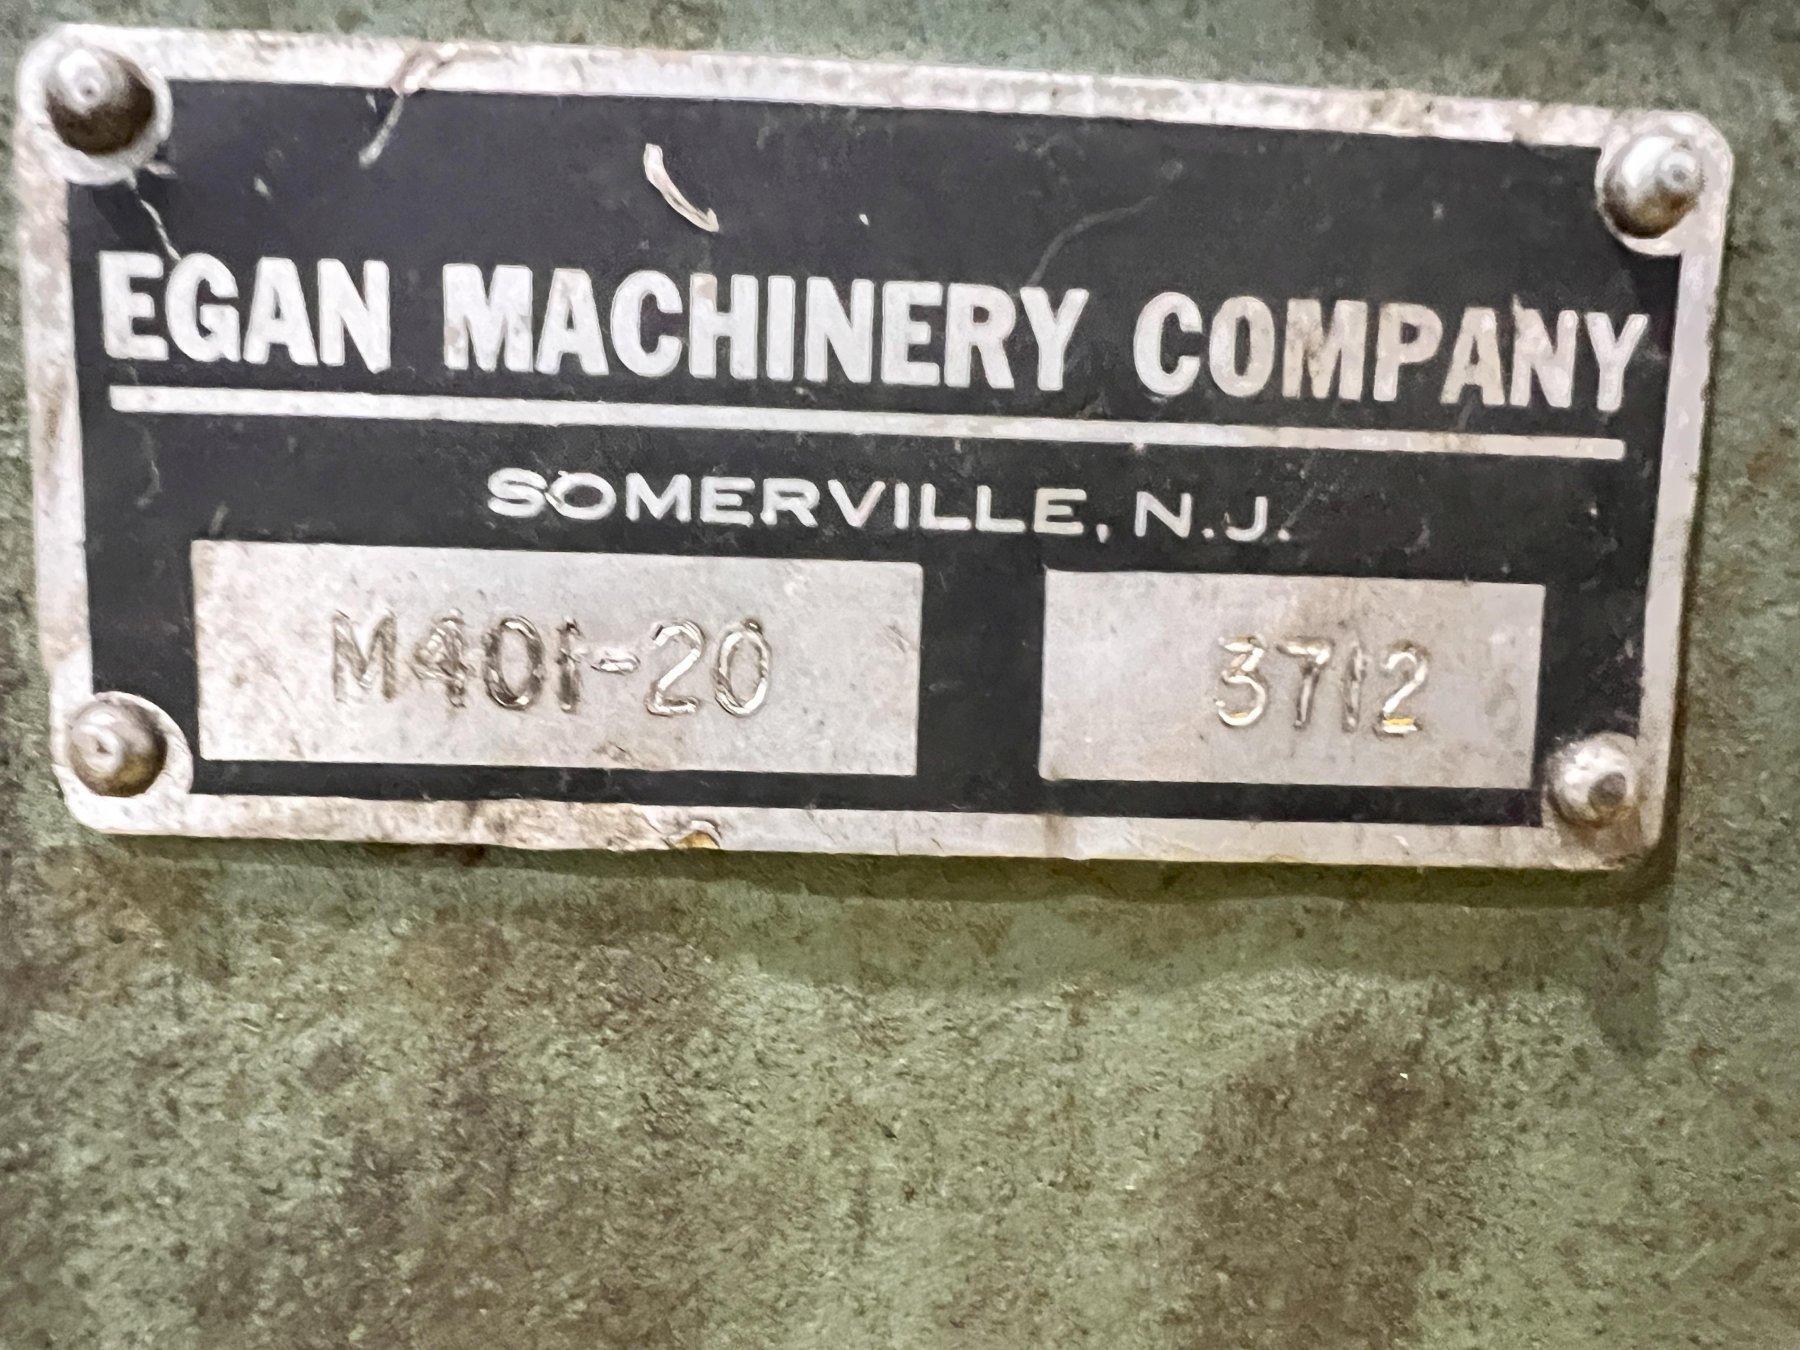 EGAN MACHINERY COMPANY
SOMERVILLE, N.J.
M401-20 3712